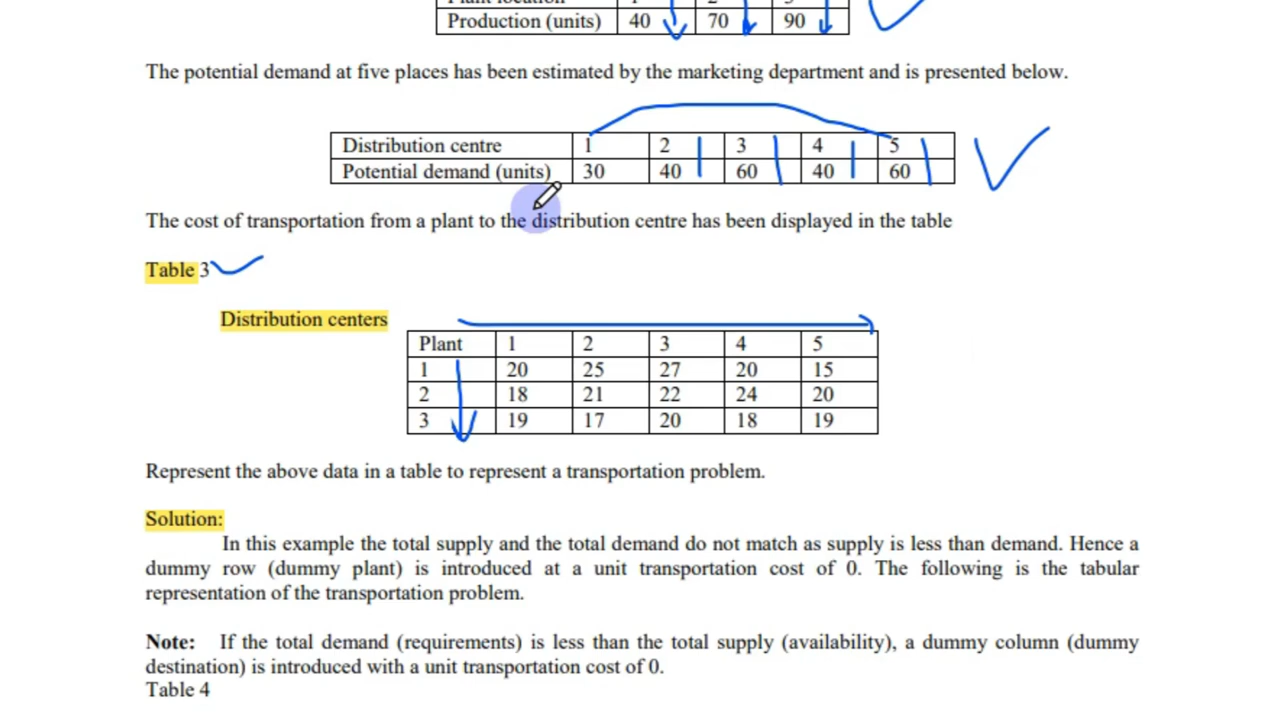 Production (units) 40 70 90
The potential demand at five places has been estimated by the marketing department and is presented below.
Distribution centre 1 2 3 4 5
Potential demand (units) 30 40 60 40 60
The cost of transportation from a plant to the distribution centre has been displayed in the table
Table 3
Distribution centers
Plant 1 2 3 4 5
1 20 25 27 20 15
2 18 21 22 24 20
3 19 17 20 18 19
Represent the above data in a table to represent a transportation problem.
Solution:
In this example the total supply and the total demand do not match as supply is less than demand. Hence a
dummy row (dummy plant) is introduced at a unit transportation cost of 0. The following is the tabular
representation of the transportation problem.
Note: If the total demand (requirements) is less than the total supply (availability), a dummy column (dummy
destination) is introduced with a unit transportation cost of 0.
Table 4